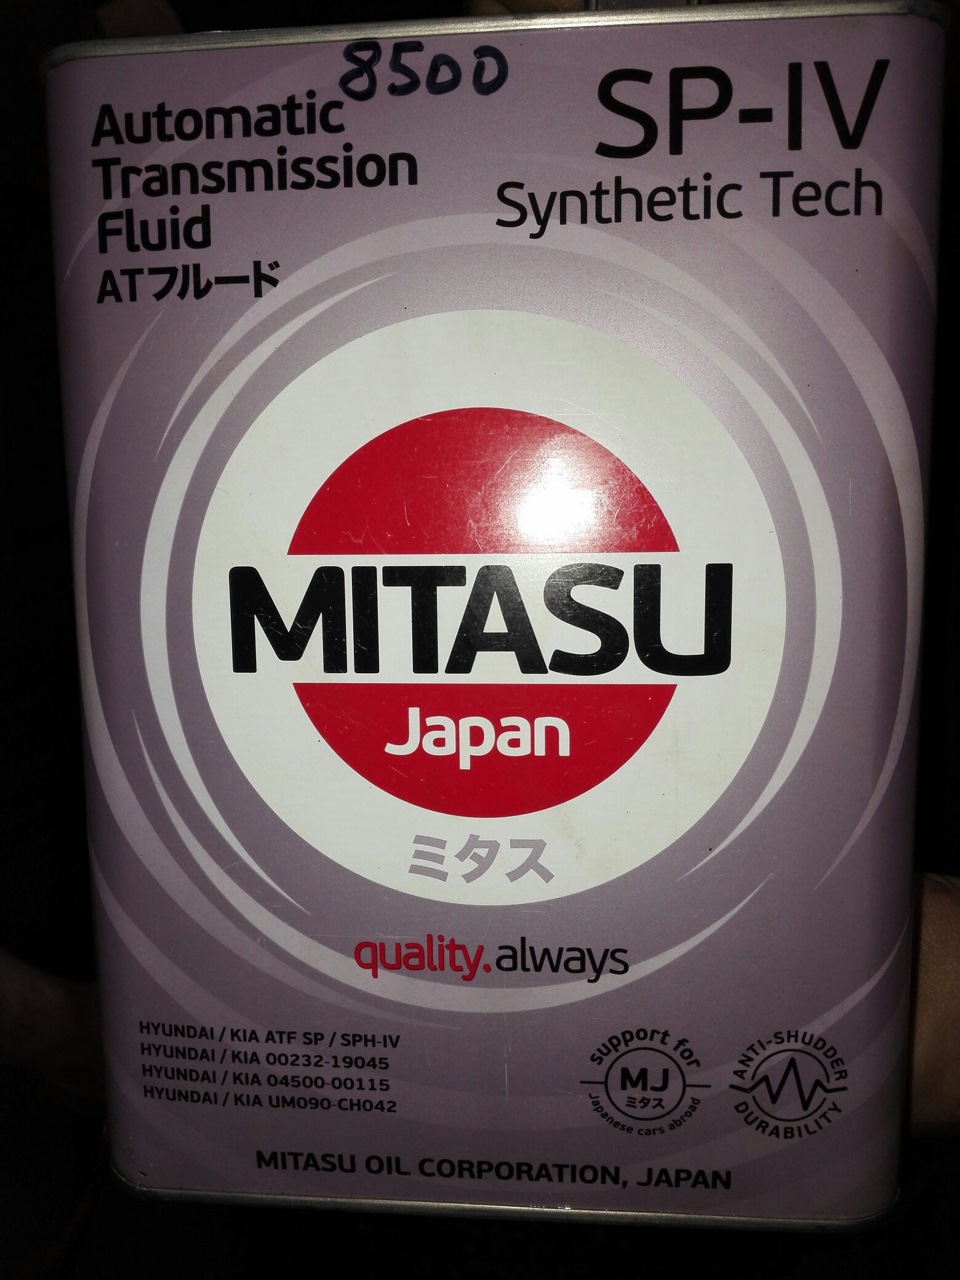 8500
Automatic
Transmission
Fluid
ATフルード
SP-IV
Synthetic Tech
MITASU
Japan
ミタス
quality.always
HYUNDAI / KIA ATF SP / SPH-IV
HYUNDAI / KIA 00232-19045
HYUNDAI / KIA 04500-00115
HYUNDAI / KIA UM090-CH042
support for
MJ
ミタス
Japanese cars abroad
ANTI-SHUDDER
DURABILITY
MITASU OIL CORPORATION, JAPAN